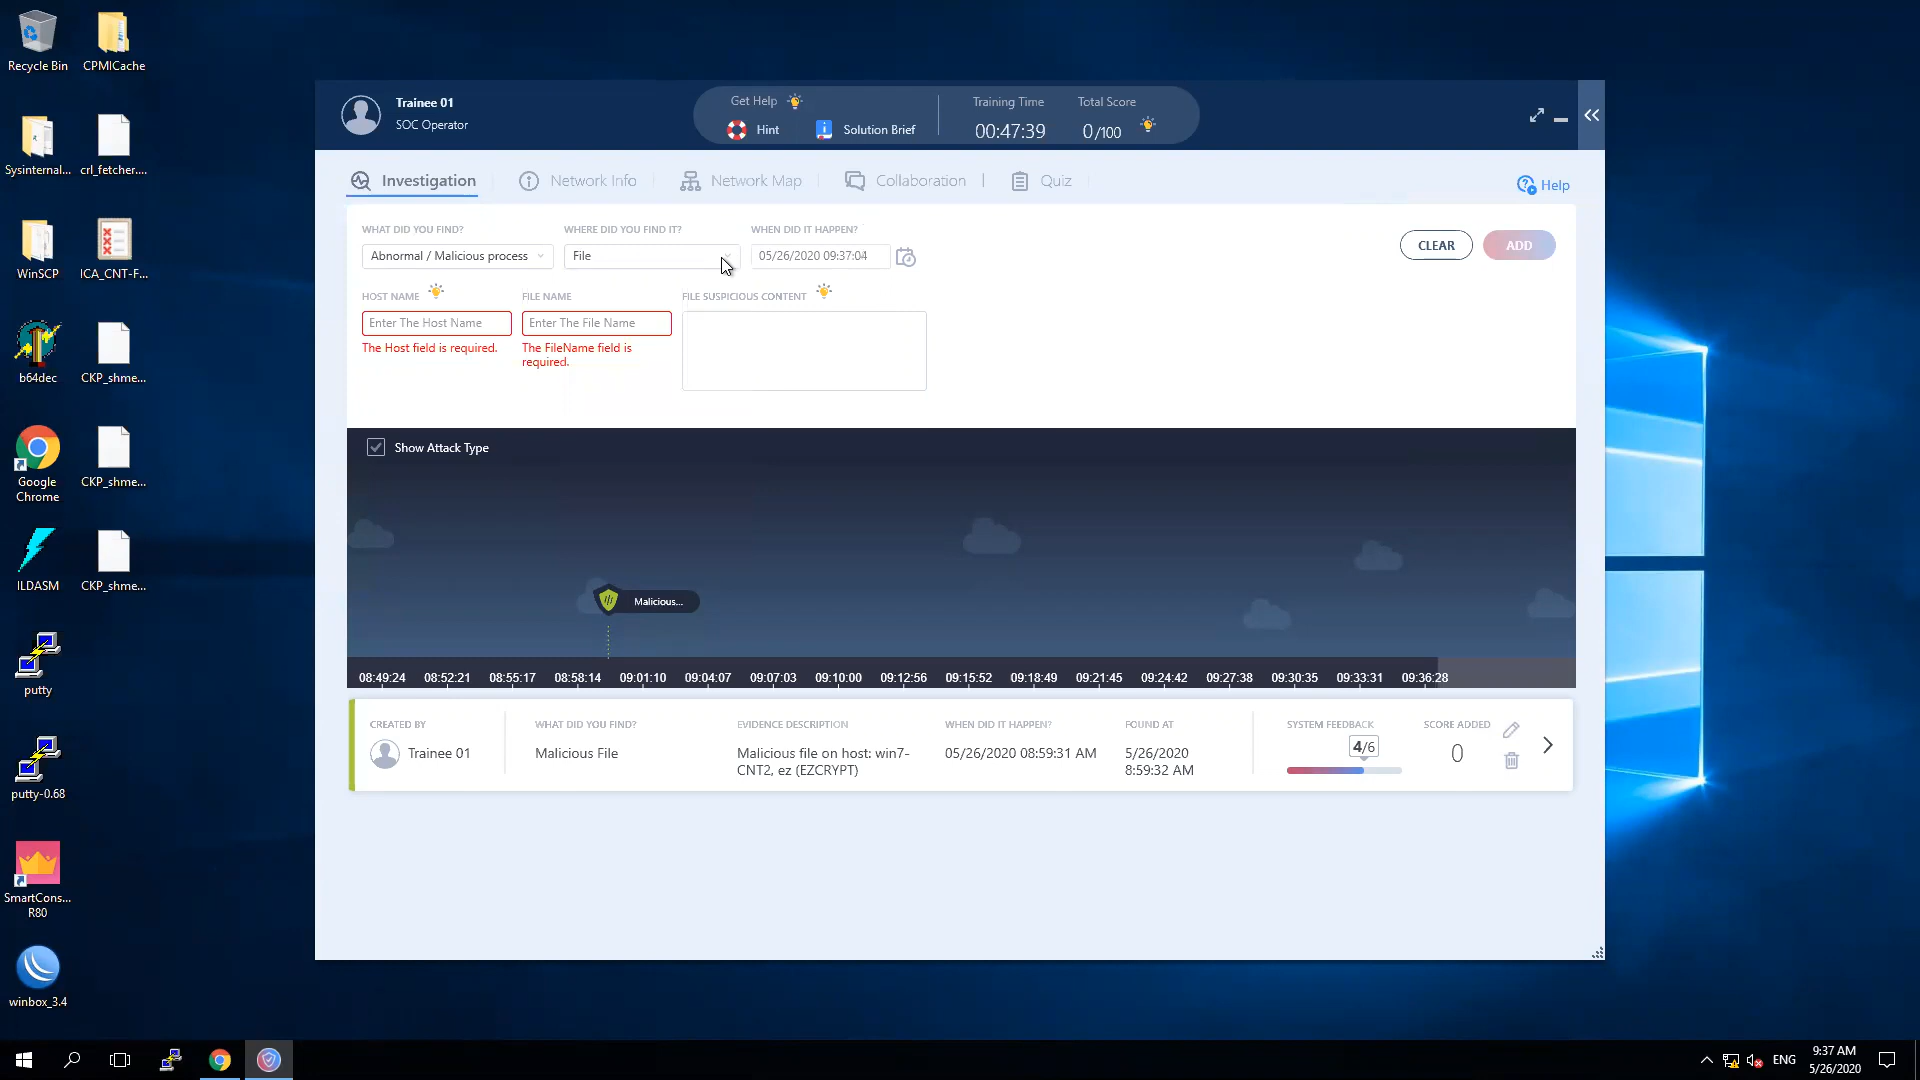 Recycle Bin
CPMICache
Sysinternal...
crl_fetcher....
WinSCP
ICA_CNT-F...
b64dec
CKP_shme...
Google
Chrome
CKP_shme...
ILDASM
CKP_shme...
putty
putty-0.68
SmartCons...
R80
winbox_3.4
Trainee 01
SOC Operator
Get Help
Hint
Solution Brief
Training Time
00:47:39
Total Score
0/100
Investigation
Network Info
Network Map
Collaboration
Quiz
Help
WHAT DID YOU FIND?
WHERE DID YOU FIND IT?
WHEN DID IT HAPPEN?
Abnormal / Malicious process
File
05/26/2020 09:37:04
CLEAR
ADD
HOST NAME
FILE NAME
FILE SUSPICIOUS CONTENT
Enter The Host Name
Enter The File Name
The Host field is required.
The FileName field is
required.
Show Attack Type
Malicious...
08:49:24 08:52:21 08:55:17 08:58:14 09:01:10 09:04:07 09:07:03 09:10:00 09:12:56 09:15:52 09:18:49 09:21:45 09:24:42 09:27:38 09:30:35 09:33:31 09:36:28
CREATED BY
WHAT DID YOU FIND?
EVIDENCE DESCRIPTION
WHEN DID IT HAPPEN?
FOUND AT
SYSTEM FEEDBACK
SCORE ADDED
Trainee 01
Malicious File
Malicious file on host: win7-
CNT2, ez (EZCRYPT)
05/26/2020 08:59:31 AM
5/26/2020
8:59:32 AM
4/6
0
ENG
9:37 AM
5/26/2020